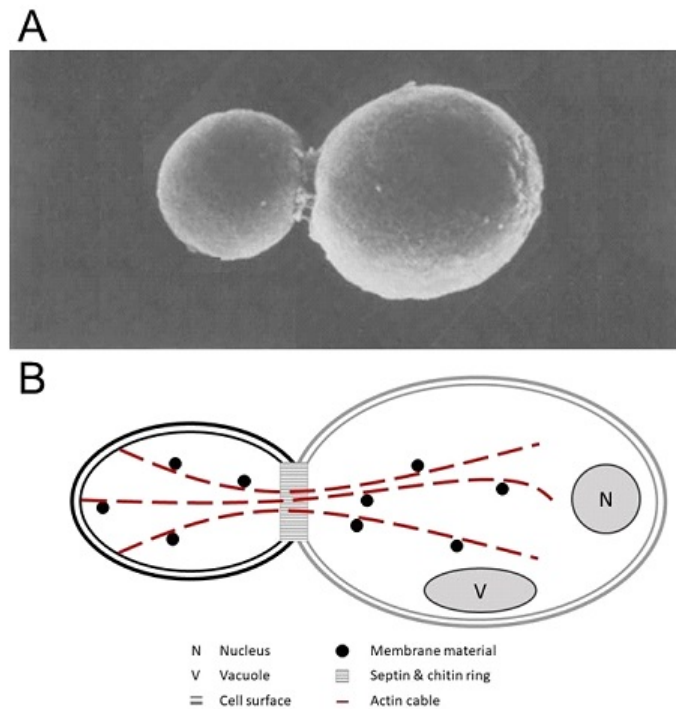 A
B
N
V
N Nucleus
Membrane material
V Vacuole
Septin & chitin ring
Cell surface
Actin cable